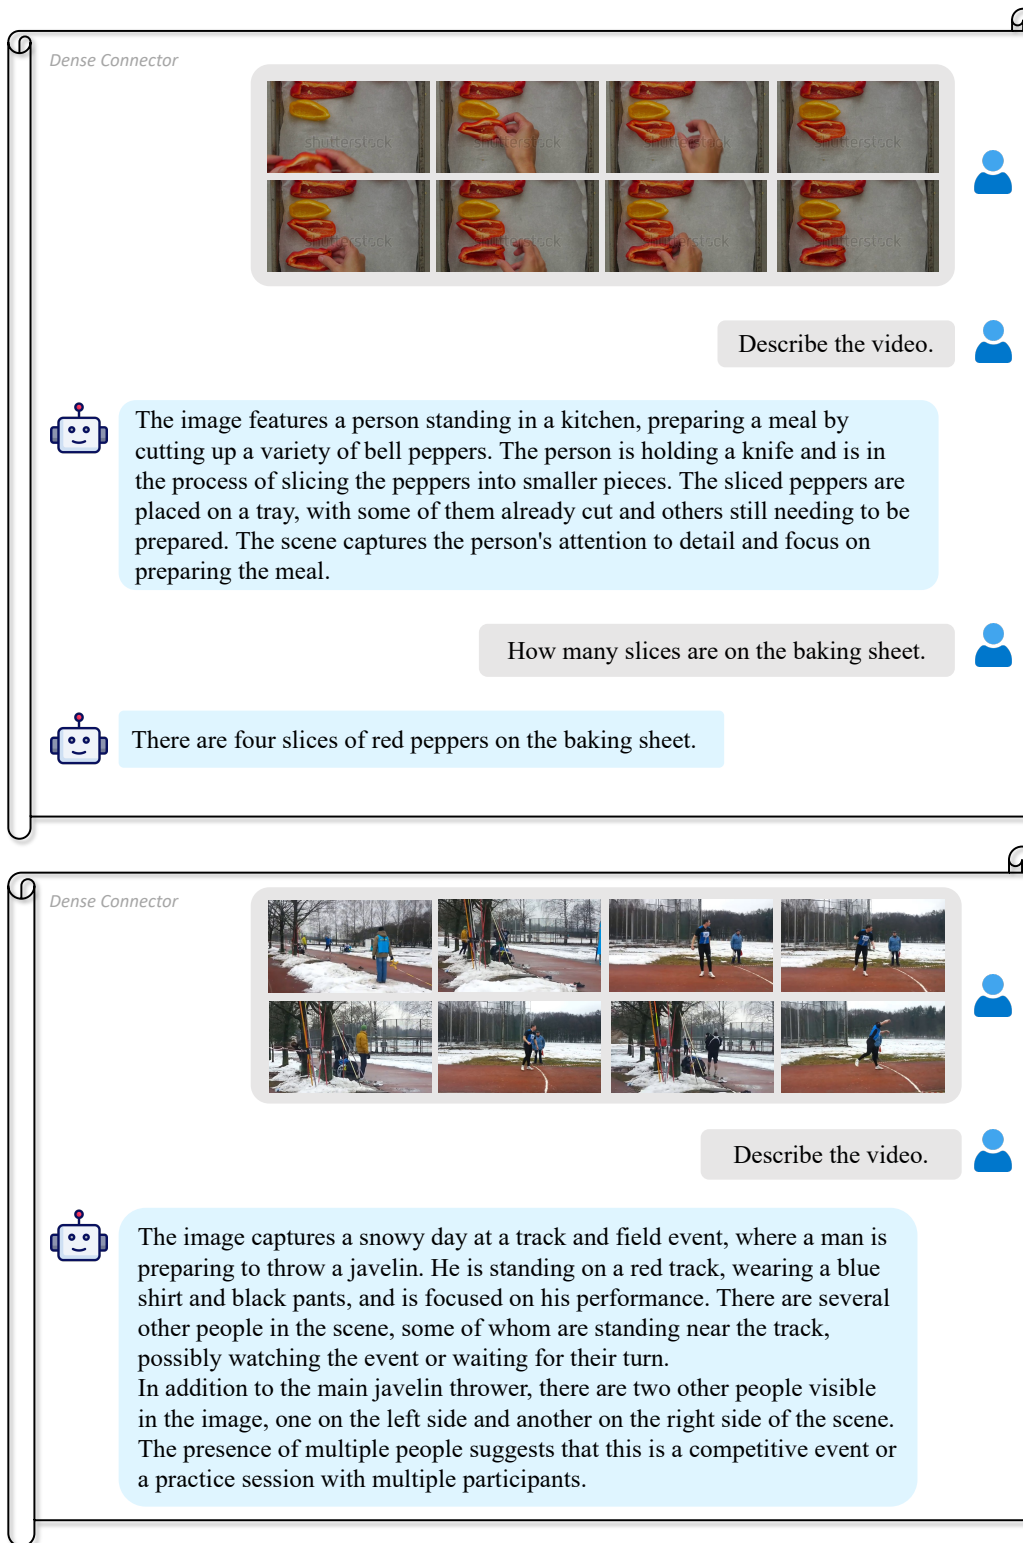 Dense Connector
shutterstock
shutterstock
shutterstock
shutterstock
shutterstock
shutterstock
shutterstock
shutterstock
Describe the video.
The image features a person standing in a kitchen, preparing a meal by
cutting up a variety of bell peppers. The person is holding a knife and is in
the process of slicing the peppers into smaller pieces. The sliced peppers are
placed on a tray, with some of them already cut and others still needing to be
prepared. The scene captures the person's attention to detail and focus on
preparing the meal.
How many slices are on the baking sheet.
There are four slices of red peppers on the baking sheet.
Dense Connector
Describe the video.
The image captures a snowy day at a track and field event, where a man is
preparing to throw a javelin. He is standing on a red track, wearing a blue
shirt and black pants, and is focused on his performance. There are several
other people in the scene, some of whom are standing near the track,
possibly watching the event or waiting for their turn.
In addition to the main javelin thrower, there are two other people visible
in the image, one on the left side and another on the right side of the scene.
The presence of multiple people suggests that this is a competitive event or
a practice session with multiple participants.